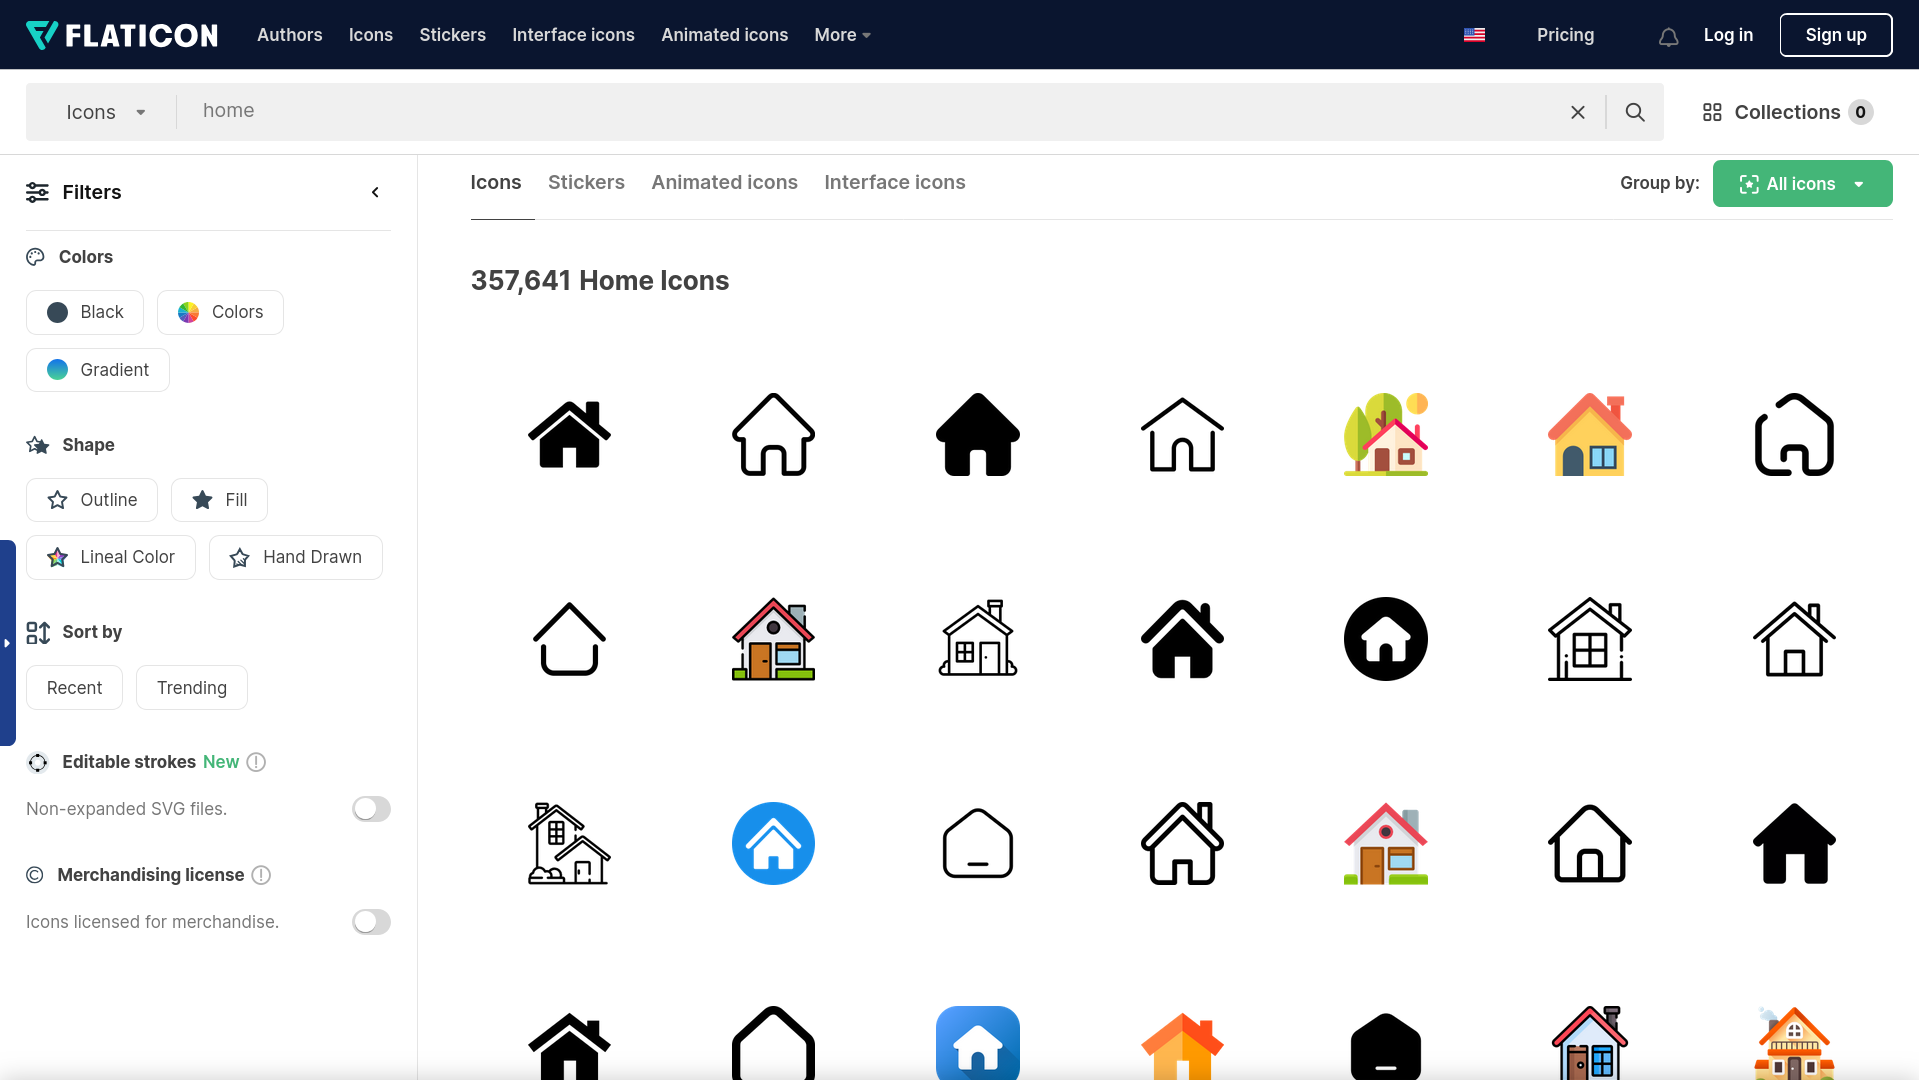 FLATICON Authors Icons Stickers Interface icons Animated icons More Pricing Log in Sign up
Icons home Collections 0
Filters
Icons Stickers Animated icons Interface icons Group by: All icons
Colors
357,641 Home Icons
Black Colors
Gradient
Shape
Outline Fill
Lineal Color Hand Drawn
Sort by
Recent Trending
Editable strokes New
Non-expanded SVG files.
Merchandising license
Icons licensed for merchandise.